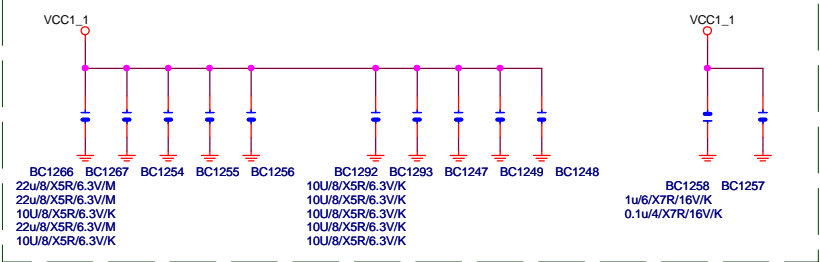 VCC1_1 VCC1_1
BC1266 BC1267 BC1254 BC1255 BC1256 BC1292 BC1293 BC1247 BC1249 BC1248
22u/8/X5R/6.3V/M 10U/8/X5R/6.3V/K
22u/8/X5R/6.3V/M 10U/8/X5R/6.3V/K
10U/8/X5R/6.3V/K 10U/8/X5R/6.3V/K
22u/8/X5R/6.3V/M 10U/8/X5R/6.3V/K
10U/8/X5R/6.3V/K 10U/8/X5R/6.3V/K
BC1258 BC1257
1u/6/X7R/16V/K
0.1u/4/X7R/16V/K